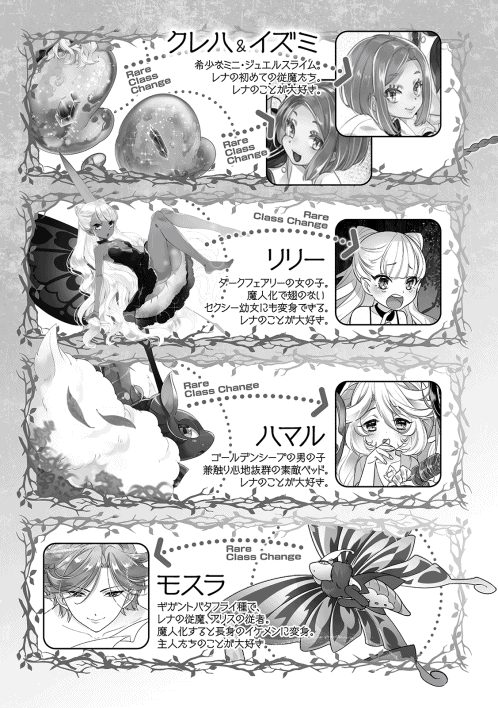 クレハ&イズミ
希少なミニ・ジュエルスライム。
レナの初めての従魔たち。
レナのことが大好き。
Rare
Class
Change
Rare
Class
Change
Rare
Class Change
リリー
ダークフェアリーの女の子。
魔人化で翅のない
セクシー幼女にも変身できる。
レナのことが大好き。
Rare
Class Change
ハマル
ゴールデンシープの男の子
兼触り心地抜群の素敵ベッド。
レナのことが大好き。
Rare
Class Change
モスラ
ギガントバタフライ種で、
レナの従魔、アリスの従者。
魔人化すると長身のイケメンに変身。
主人たちのことが大好き。